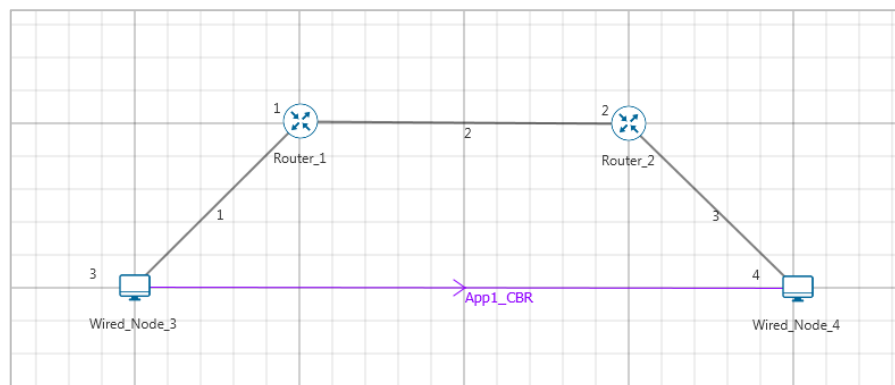 1
Router_1
2
2
Router_2
1
3
3
Wired_Node_3
App1_CBR
4
Wired_Node_4